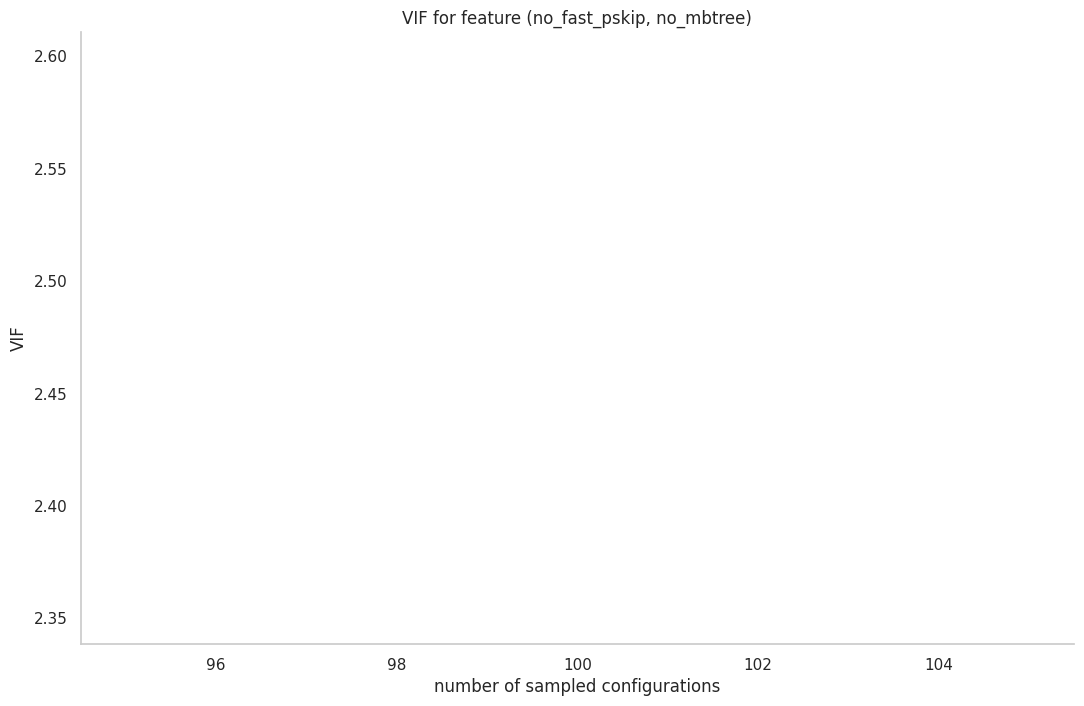 VIF for feature (no_fast_pskip, no_mbtree)
2.60
2.55
2.50
2.45
2.40
2.35
VIF
96 98 100 102 104
number of sampled configurations